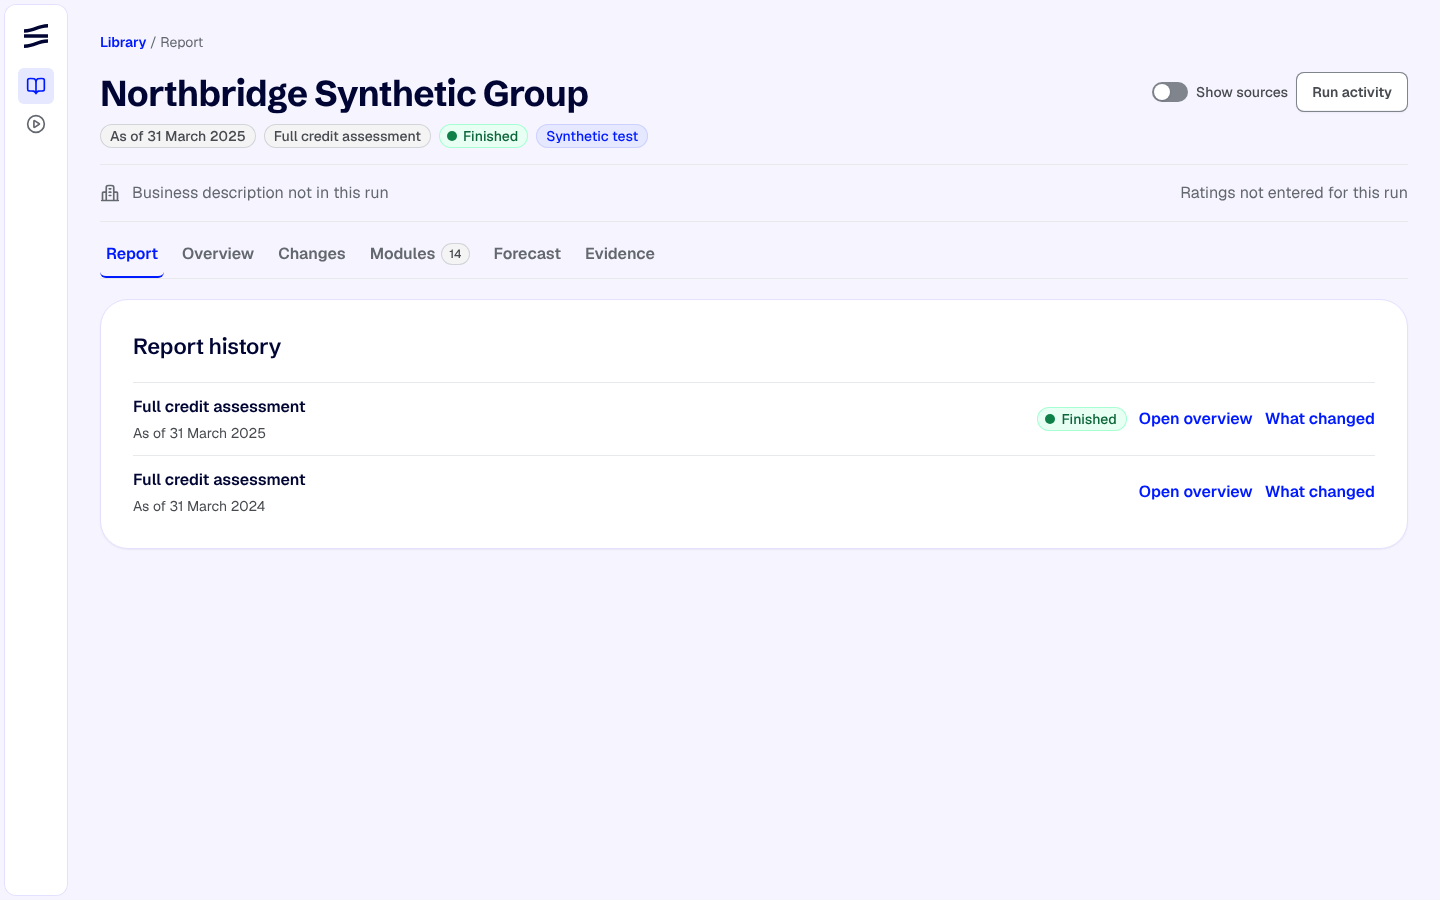 Library / Report
Northbridge Synthetic Group
Show sources
Run activity
As of 31 March 2025
Full credit assessment
Finished
Synthetic test
Business description not in this run
Ratings not entered for this run
Report
Overview
Changes
Modules 14
Forecast
Evidence
Report history
Full credit assessment
As of 31 March 2025
Finished
Open overview
What changed
Full credit assessment
As of 31 March 2024
Open overview
What changed